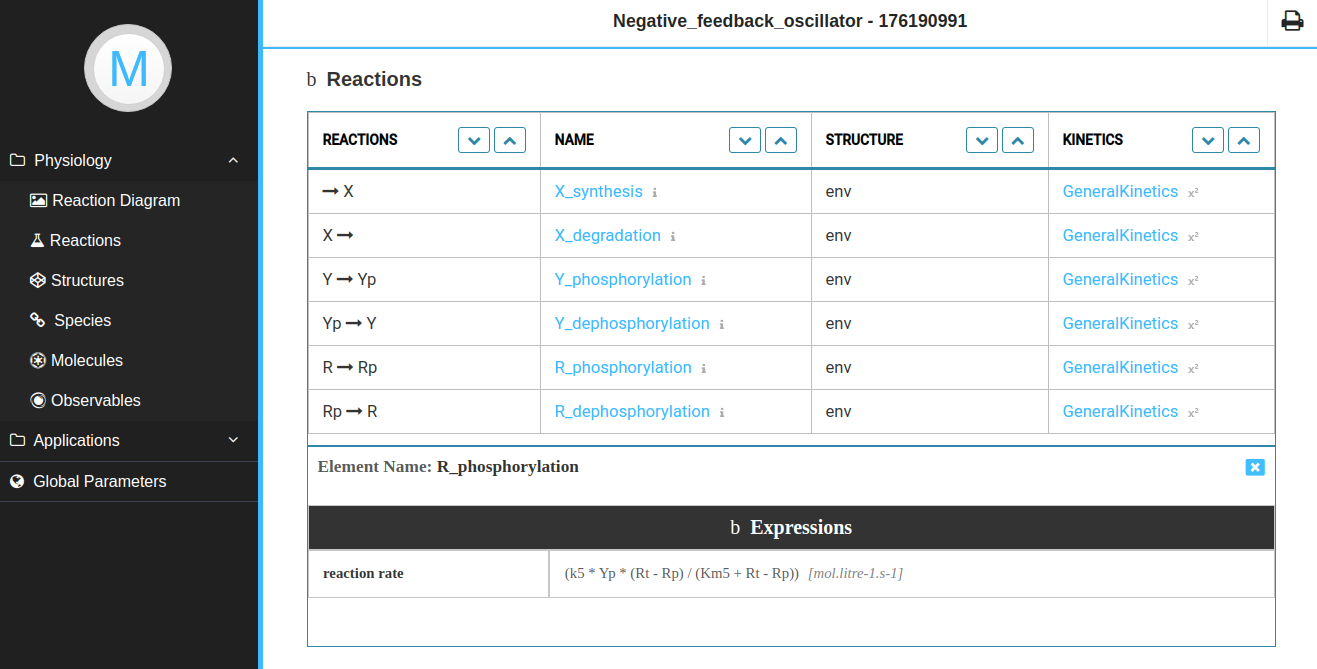 Negative_feedback_oscillator - 176190991
M
Physiology
Reaction Diagram
Reactions
Structures
Species
Molecules
Observables
Applications
Global Parameters
b Reactions
REACTIONS NAME STRUCTURE KINETICS
→ X X_synthesis i env GeneralKinetics x²
X → X_degradation i env GeneralKinetics x²
Y → Yp Y_phosphorylation i env GeneralKinetics x²
Yp → Y Y_dephosphorylation i env GeneralKinetics x²
R → Rp R_phosphorylation i env GeneralKinetics x²
Rp → R R_dephosphorylation i env GeneralKinetics x²
Element Name: R_phosphorylation
b Expressions
reaction rate (k5 * Yp * (Rt - Rp) / (Km5 + Rt - Rp)) [mol.litre-1.s-1]